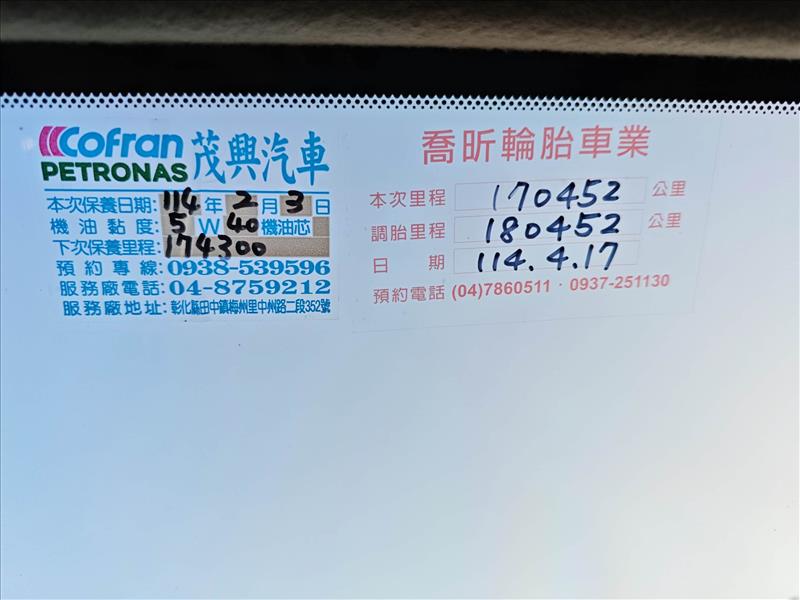 Cofran
PETRONAS 茂興汽車
本次保養日期: 114 年 2 月 3 日
機油黏度: 5 W 40 機油芯
下次保養里程: 174300
預約專線: 0938-539596
服務廠電話: 04-8759212
服務廠地址: 彰化縣田中鎮梅州里中州路二段352號
喬昕輪胎車業
本次里程 170452 公里
調胎里程 180452 公里
日期 114.4.17
預約電話 (04)7860511 · 0937-251130